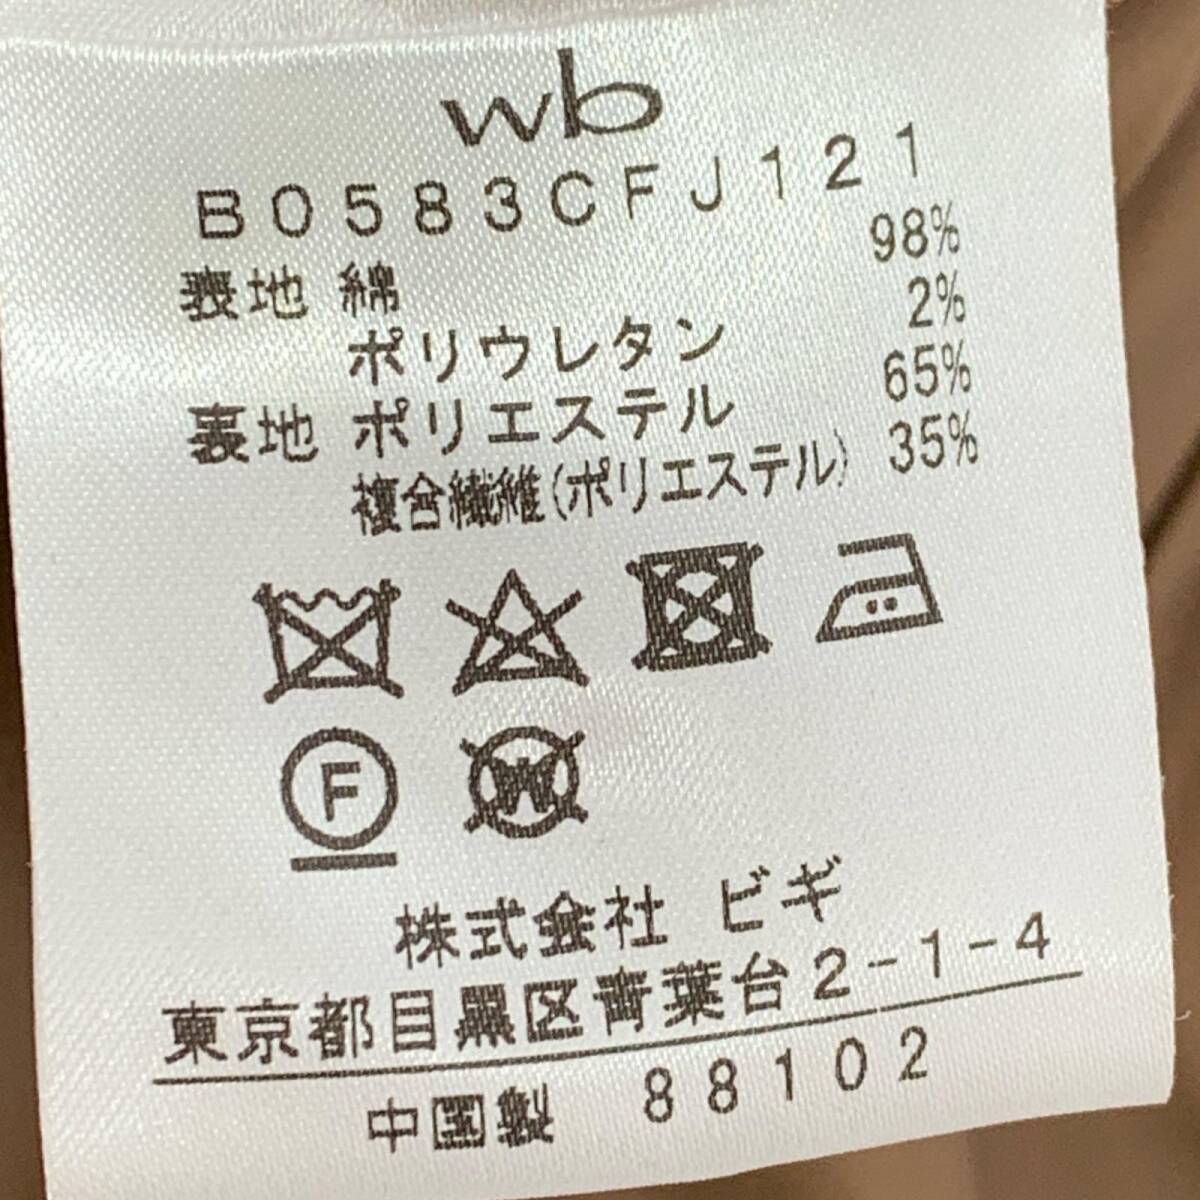 wb
B0583CFJ121
表地 綿 98%
ポリウレタン 2%
裏地 ポリエステル 65%
複合繊維(ポリエステル) 35%
F
W
株式会社 ビギ
東京都目黒区青葉台2-1-4
中国製 88102